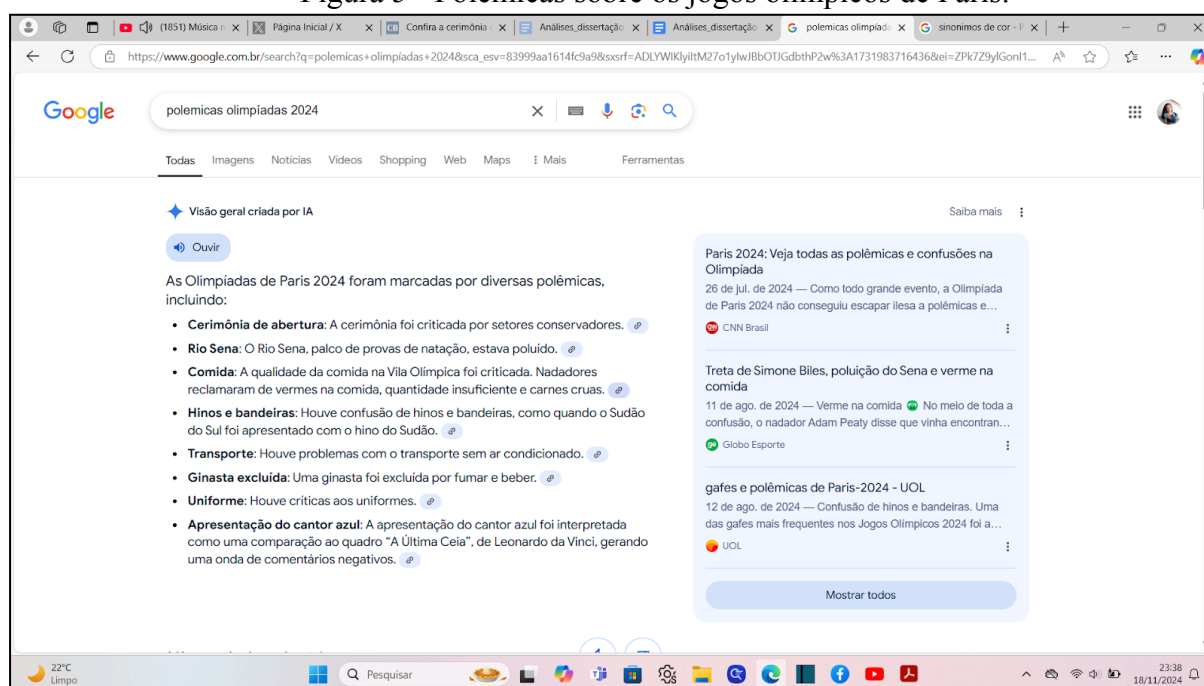 Figura 5 - Polêmicas sobre os jogos olímpicos de Paris.
(1851) Música n
Página Inicial / X
Confira a cerimônia
Análises_dissertação
Análises_dissertação
polemicas olimpíada
sinonimos de cor - P
https://www.google.com.br/search?q=polemicas+olimpíadas+2024&sca_esv=83999aa1614fc9a9&sxsrf=ADLYWIKlyiltM27o1yIwJBbOTJGdbthP2w%3A1731983716436&ei=ZPk7Z9ylGonI1...
Google
polemicas olimpíadas 2024
Todas Imagens Notícias Vídeos Shopping Web Maps Mais Ferramentas
Visão geral criada por IA
Saiba mais
Ouvir
As Olimpíadas de Paris 2024 foram marcadas por diversas polêmicas,
incluindo:
• Cerimônia de abertura: A cerimônia foi criticada por setores conservadores.
• Rio Sena: O Rio Sena, palco de provas de natação, estava poluído.
• Comida: A qualidade da comida na Vila Olímpica foi criticada. Nadadores
reclamaram de vermes na comida, quantidade insuficiente e carnes cruas.
• Hinos e bandeiras: Houve confusão de hinos e bandeiras, como quando o Sudão
do Sul foi apresentado com o hino do Sudão.
• Transporte: Houve problemas com o transporte sem ar condicionado.
• Ginasta excluída: Uma ginasta foi excluída por fumar e beber.
• Uniforme: Houve críticas aos uniformes.
• Apresentação do cantor azul: A apresentação do cantor azul foi interpretada
como uma comparação ao quadro "A Última Ceia", de Leonardo da Vinci, gerando
uma onda de comentários negativos.
Paris 2024: Veja todas as polêmicas e confusões na
Olimpíada
26 de jul. de 2024 — Como todo grande evento, a Olimpíada
de Paris 2024 não conseguiu escapar ilesa a polêmicas e...
CNN Brasil
Treta de Simone Biles, poluição do Sena e verme na
comida
11 de ago. de 2024 — Verme na comida 🤢 No meio de toda a
confusão, o nadador Adam Peaty disse que vinha encontran...
ge Globo Esporte
gafes e polêmicas de Paris-2024 - UOL
12 de ago. de 2024 — Confusão de hinos e bandeiras. Uma
das gafes mais frequentes nos Jogos Olímpicos 2024 foi a...
UOL
Mostrar todos
22°C
Limpo
Pesquisar
23:38
18/11/2024